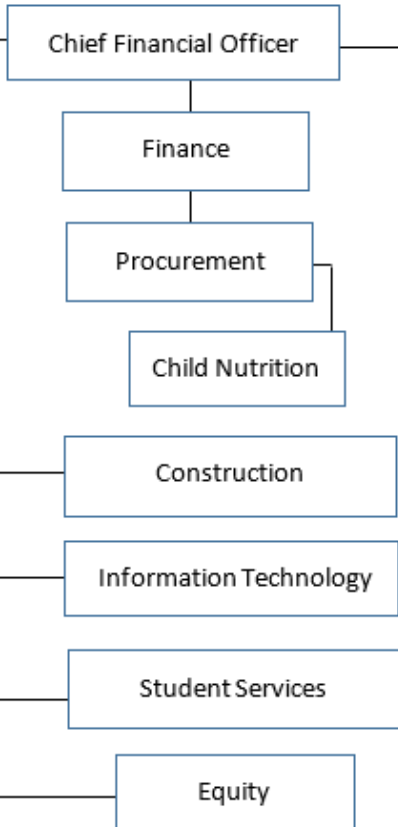 Chief Financial Officer
Finance
Procurement
Child Nutrition
Construction
Information Technology
Student Services
Equity